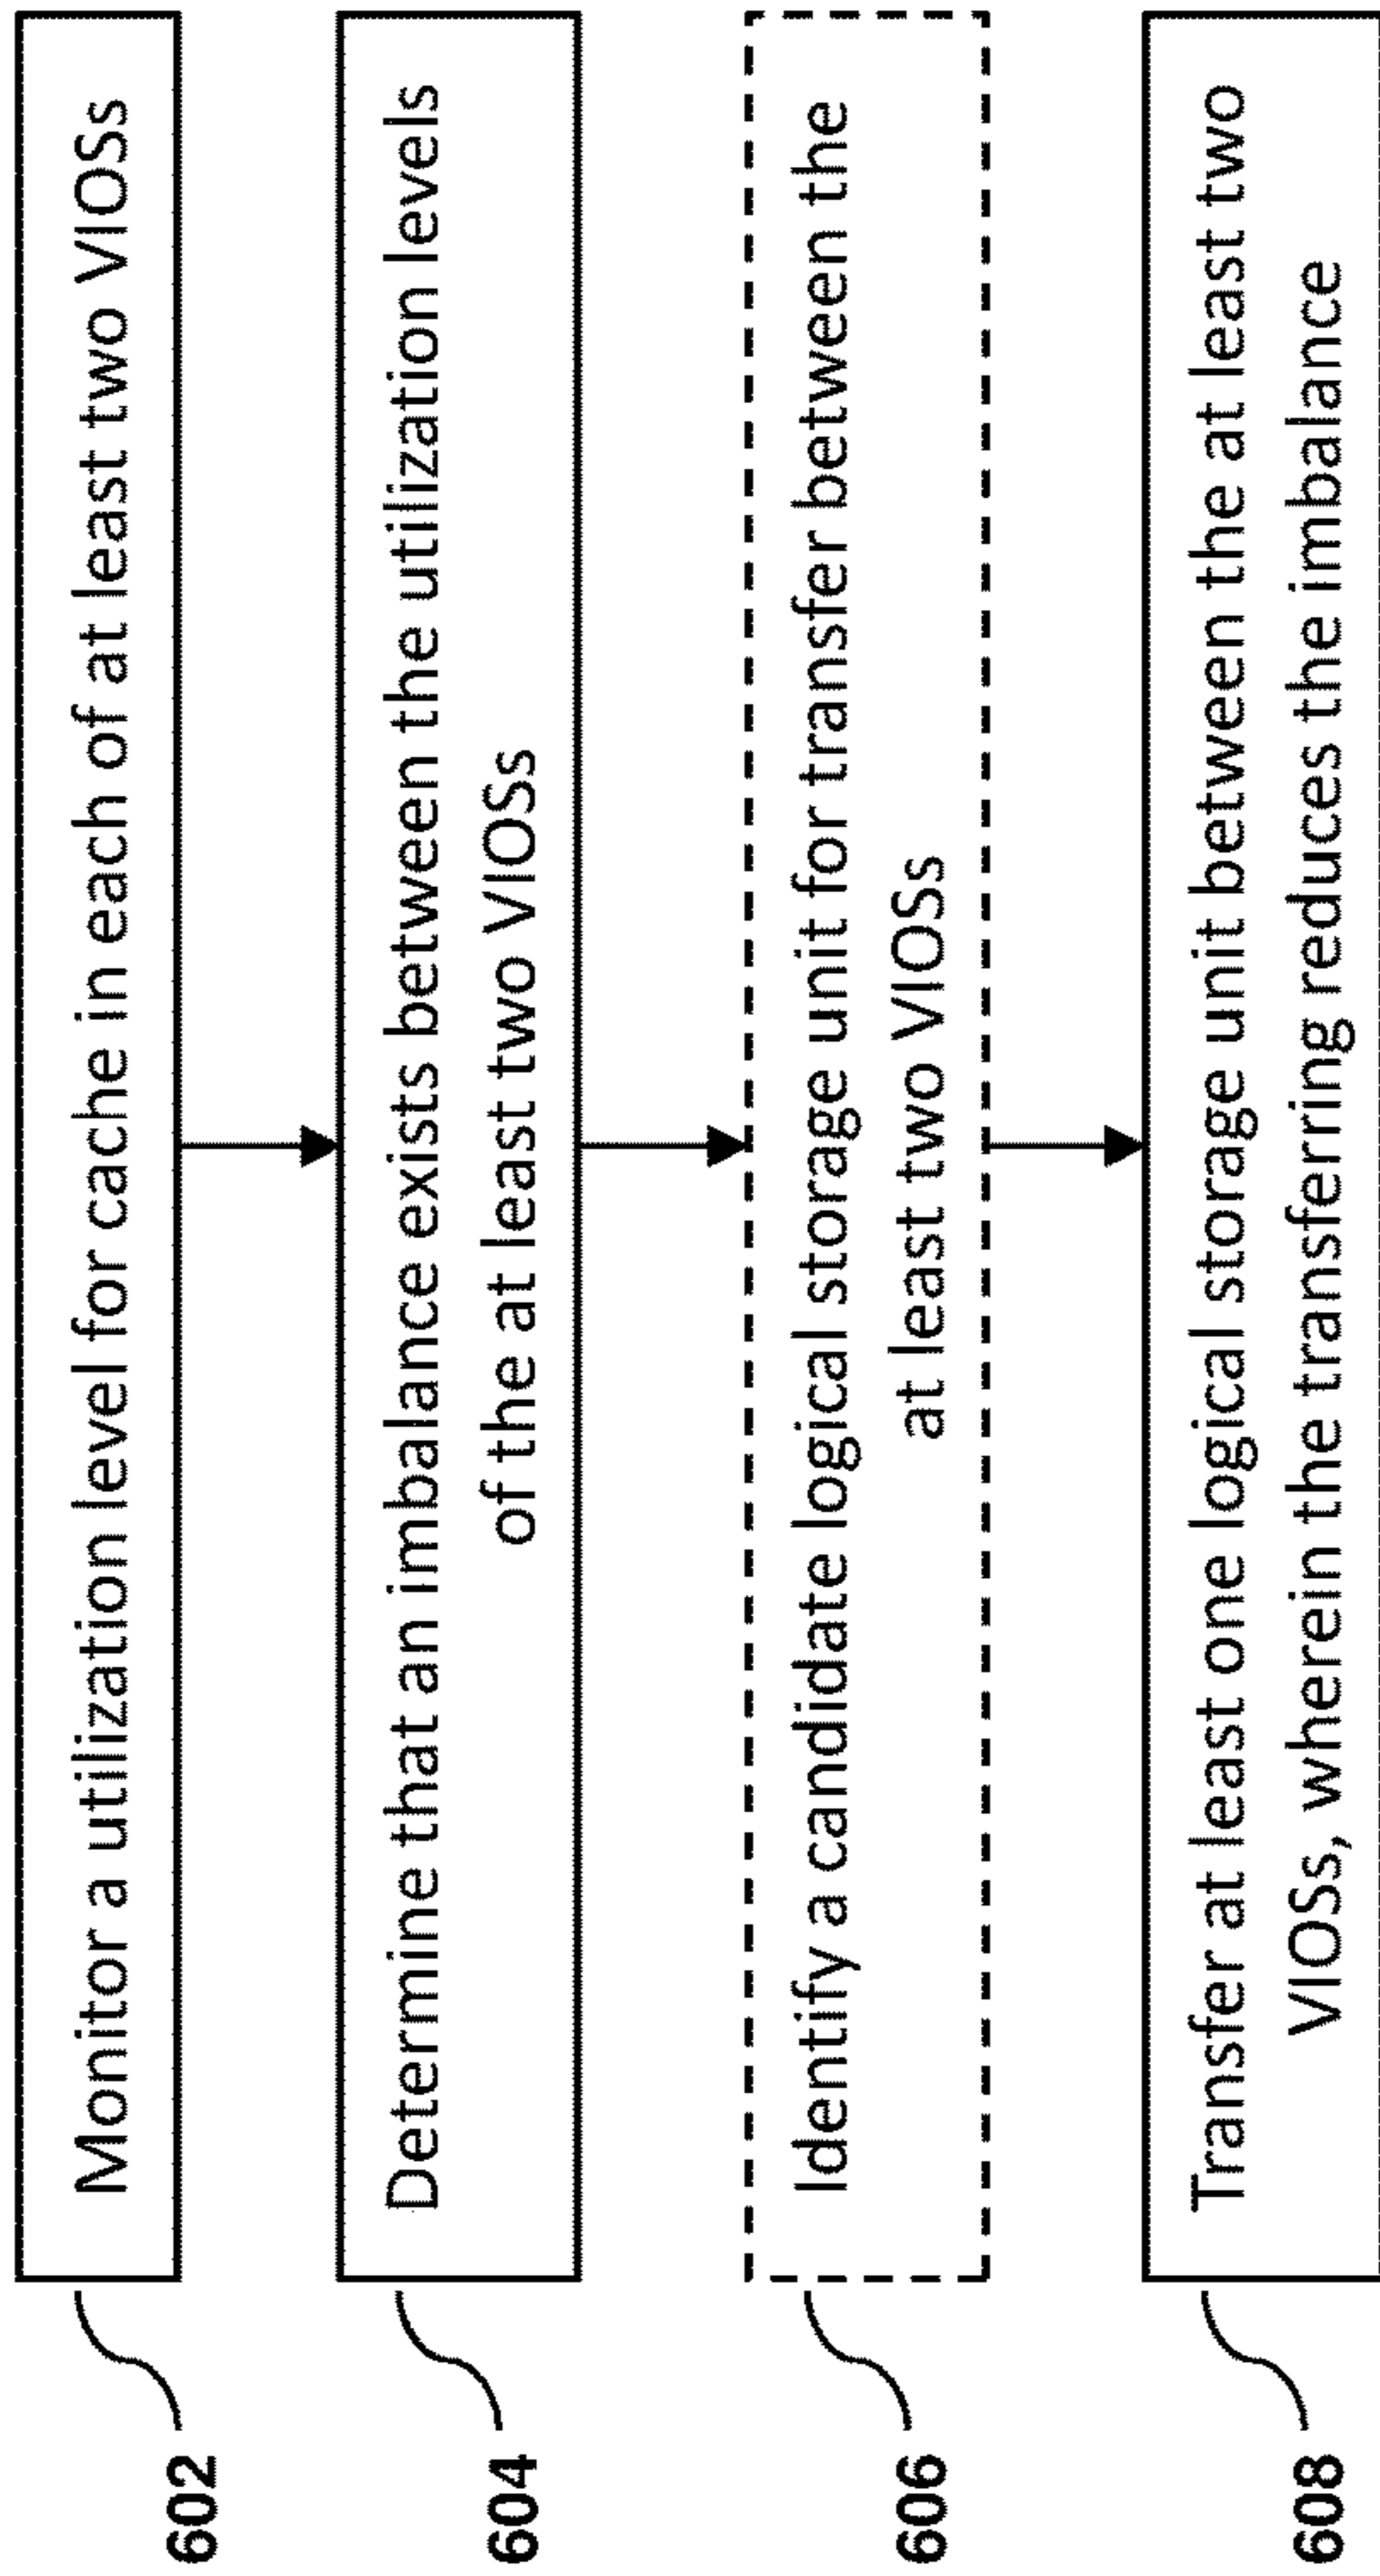 602
Monitor a utilization level for cache in each of at least two VIOSs
604
Determine that an imbalance exists between the utilization levels
of the at least two VIOSs
606
Identify a candidate logical storage unit for transfer between the
at least two VIOSs
608
Transfer at least one logical storage unit between the at least two
VIOSs, wherein the transferring reduces the imbalance